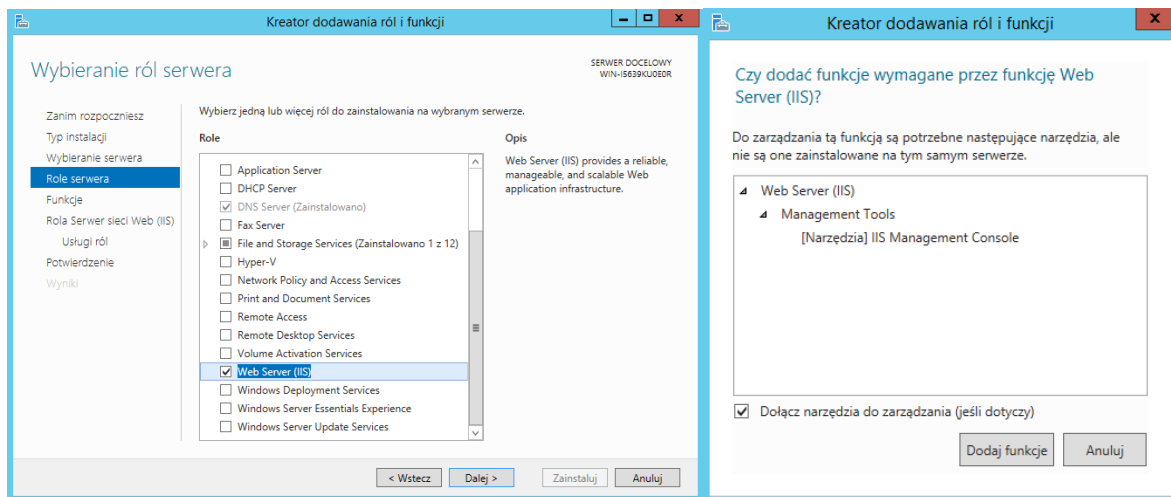 Kreator dodawania ról i funkcji
Wybieranie ról serwera
SERWER DOCELOWY
WIN-I5639KU0E0R
Zanim rozpoczniesz
Typ instalacji
Wybieranie serwera
Role serwera
Funkcje
Rola Serwer sieci Web (IIS)
Usługi ról
Potwierdzenie
Wyniki
Wybierz jedną lub więcej ról do zainstalowania na wybranym serwerze.
Role
Application Server
DHCP Server
DNS Server (Zainstalowano)
Fax Server
File and Storage Services (Zainstalowano 1 z 12)
Hyper-V
Network Policy and Access Services
Print and Document Services
Remote Access
Remote Desktop Services
Volume Activation Services
Web Server (IIS)
Windows Deployment Services
Windows Server Essentials Experience
Windows Server Update Services
Opis
Web Server (IIS) provides a reliable,
manageable, and scalable Web
application infrastructure.
< Wstecz
Dalej >
Zainstaluj
Anuluj
Kreator dodawania ról i funkcji
Czy dodać funkcje wymagane przez funkcję Web
Server (IIS)?
Do zarządzania tą funkcją są potrzebne następujące narzędzia, ale
nie są one zainstalowane na tym samym serwerze.
Web Server (IIS)
Management Tools
[Narzędzia] IIS Management Console
Dołącz narzędzia do zarządzania (jeśli dotyczy)
Dodaj funkcje
Anuluj